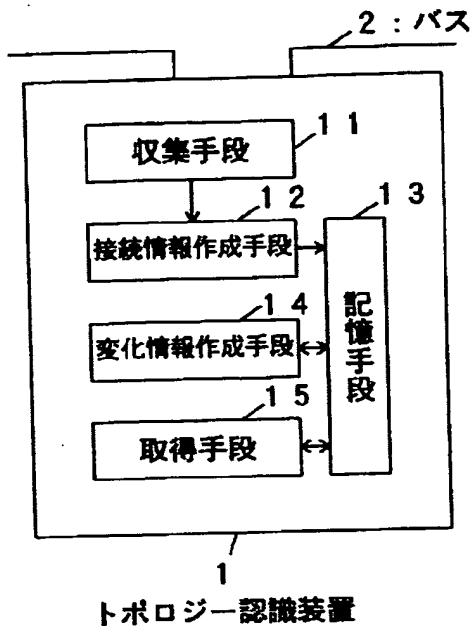 2：バス
11
収集手段
12
13
接続情報作成手段
記憶手段
14
変化情報作成手段
15
取得手段
1
トポロジー認識装置